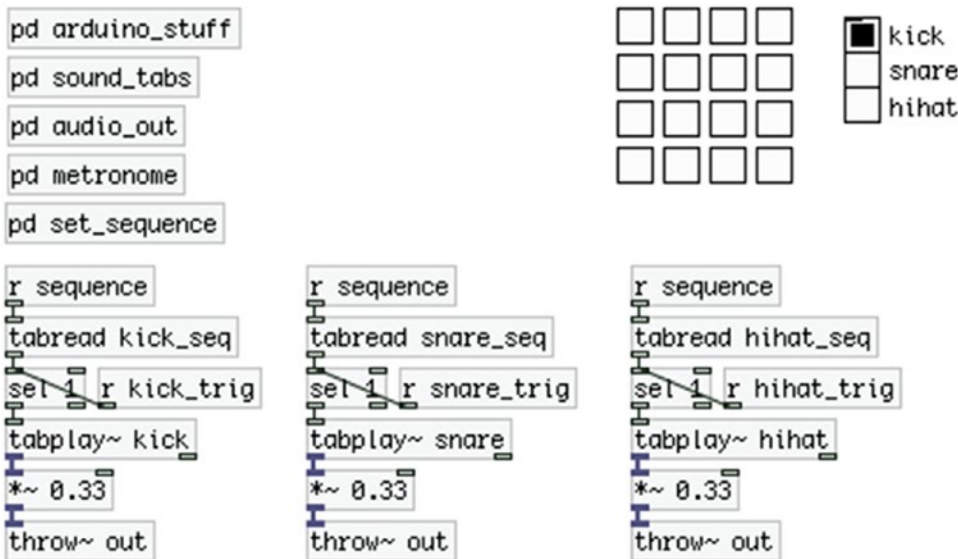 pd arduino_stuff
pd sound_tabs
pd audio_out
pd metronome
pd set_sequence
kick
snare
hihat
r sequence
tabread kick_seq
sel 1
r kick_trig
tabplay~ kick
*~ 0.33
throw~ out
r sequence
tabread snare_seq
sel 1
r snare_trig
tabplay~ snare
*~ 0.33
throw~ out
r sequence
tabread hihat_seq
sel 1
r hihat_trig
tabplay~ hihat
*~ 0.33
throw~ out